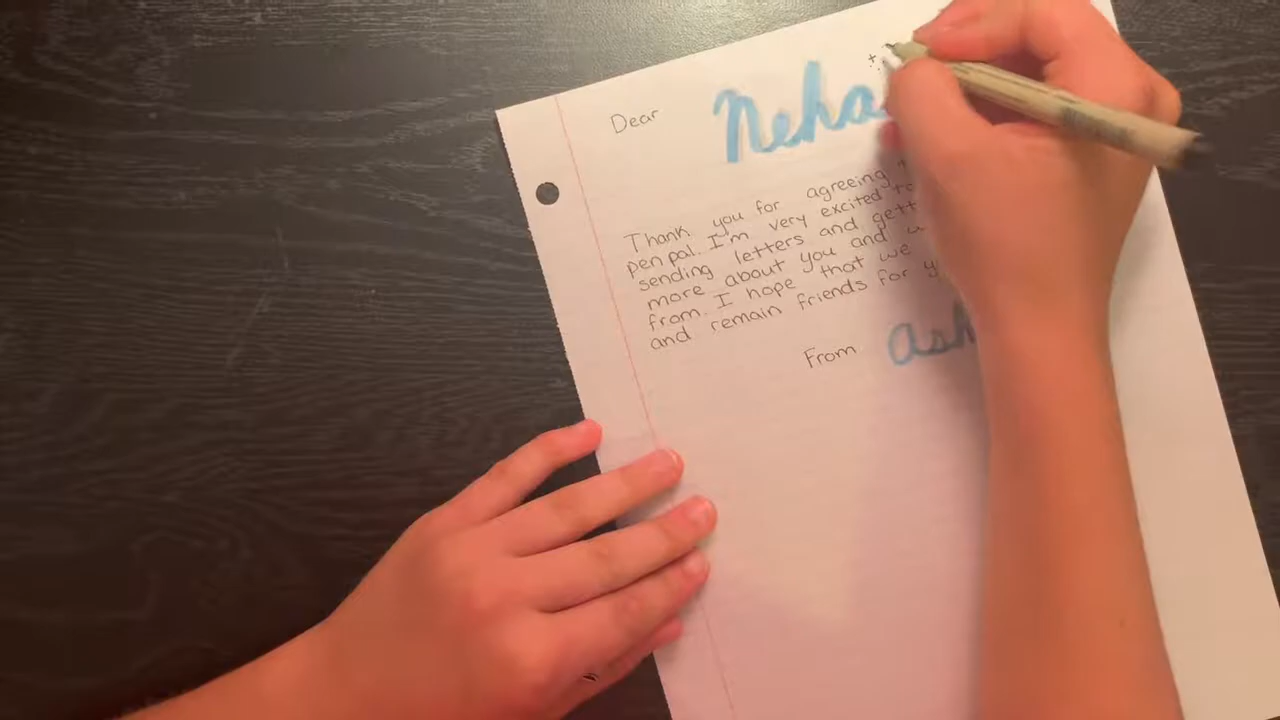 Dear Neha
Thank you for agreeing
pen pal. I'm very excited to
sending letters and
more about you and
from. I hope that we
and remain friends for
From